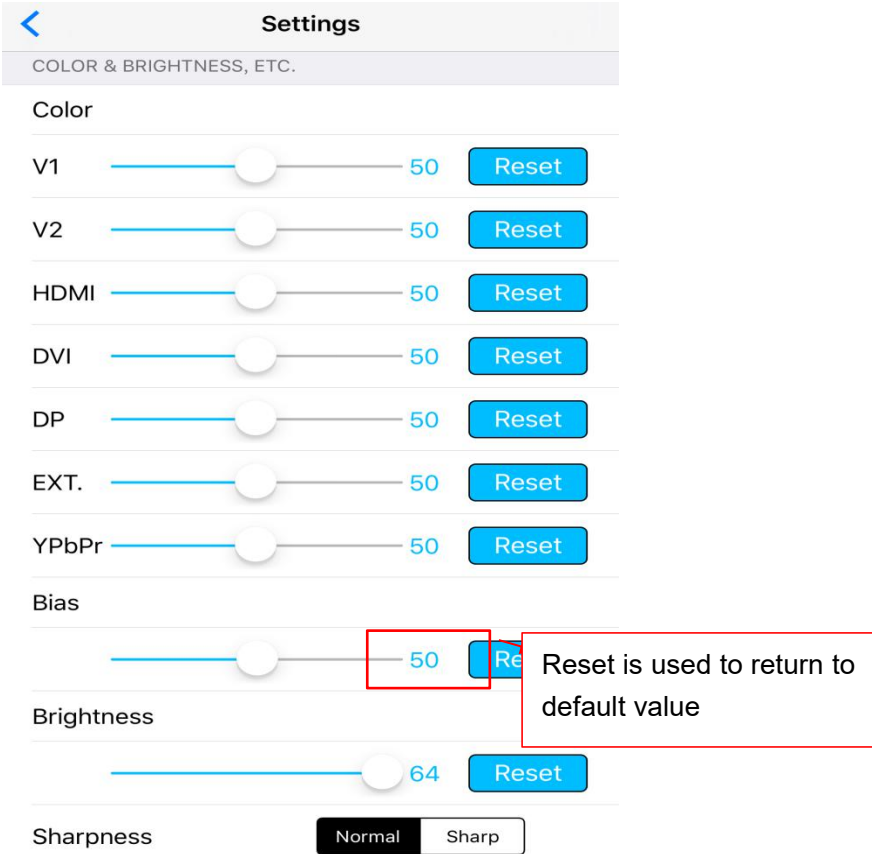 Settings
COLOR & BRIGHTNESS, ETC.
Color
V1 50 Reset
V2 50 Reset
HDMI 50 Reset
DVI 50 Reset
DP 50 Reset
EXT. 50 Reset
YPbPr 50 Reset
Bias
50 Re
Reset is used to return to
default value
Brightness
64 Reset
Sharpness Normal Sharp